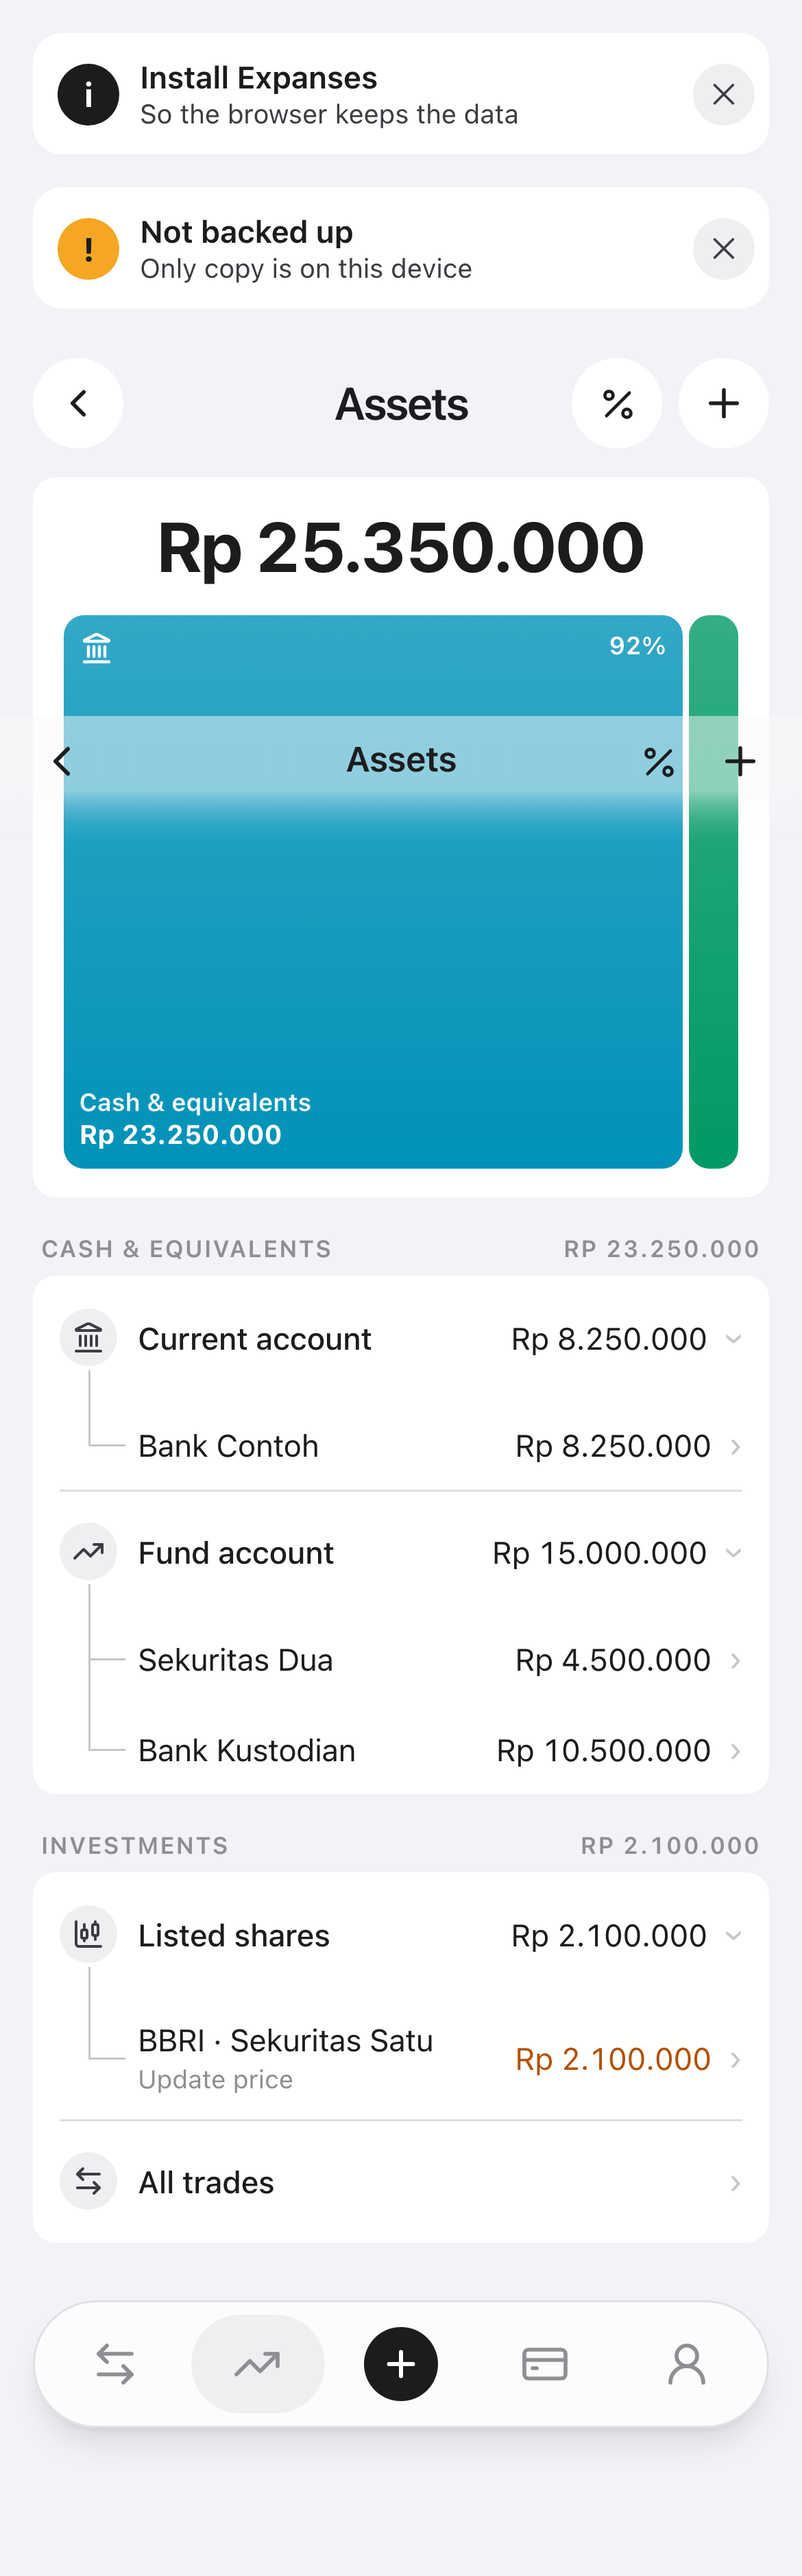 Install Expanses
So the browser keeps the data
Not backed up
Only copy is on this device
Assets
Rp 25.350.000
92%
Assets
Cash & equivalents
Rp 23.250.000
CASH & EQUIVALENTS RP 23.250.000
Current account Rp 8.250.000
Bank Contoh Rp 8.250.000
Fund account Rp 15.000.000
Sekuritas Dua Rp 4.500.000
Bank Kustodian Rp 10.500.000
INVESTMENTS RP 2.100.000
Listed shares Rp 2.100.000
BBRI · Sekuritas Satu Rp 2.100.000
Update price
All trades